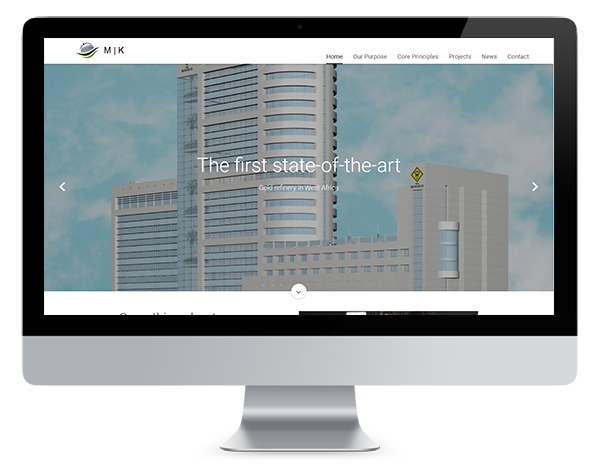 M | K
Home Our Purpose Core Principles Projects News Contact
The first state-of-the-art
Gold refinery in West Africa